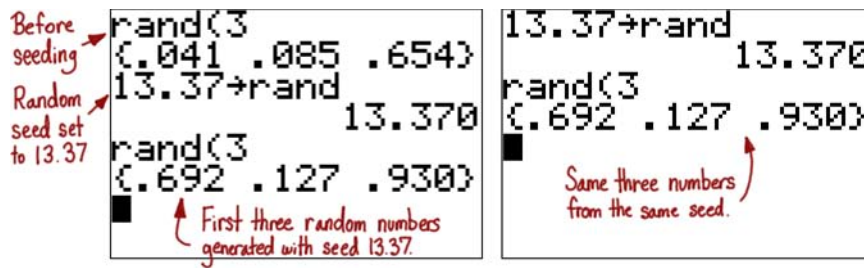 Before
seeding
Random
seed set
to 13.37
rand(3
{.041 .085 .654}
13.37→rand
13.370
rand(3
{.692 .127 .930}
First three random numbers
generated with seed 13.37.
13.37→rand
13.370
rand(3
{.692 .127 .930}
Same three numbers
from the same seed.